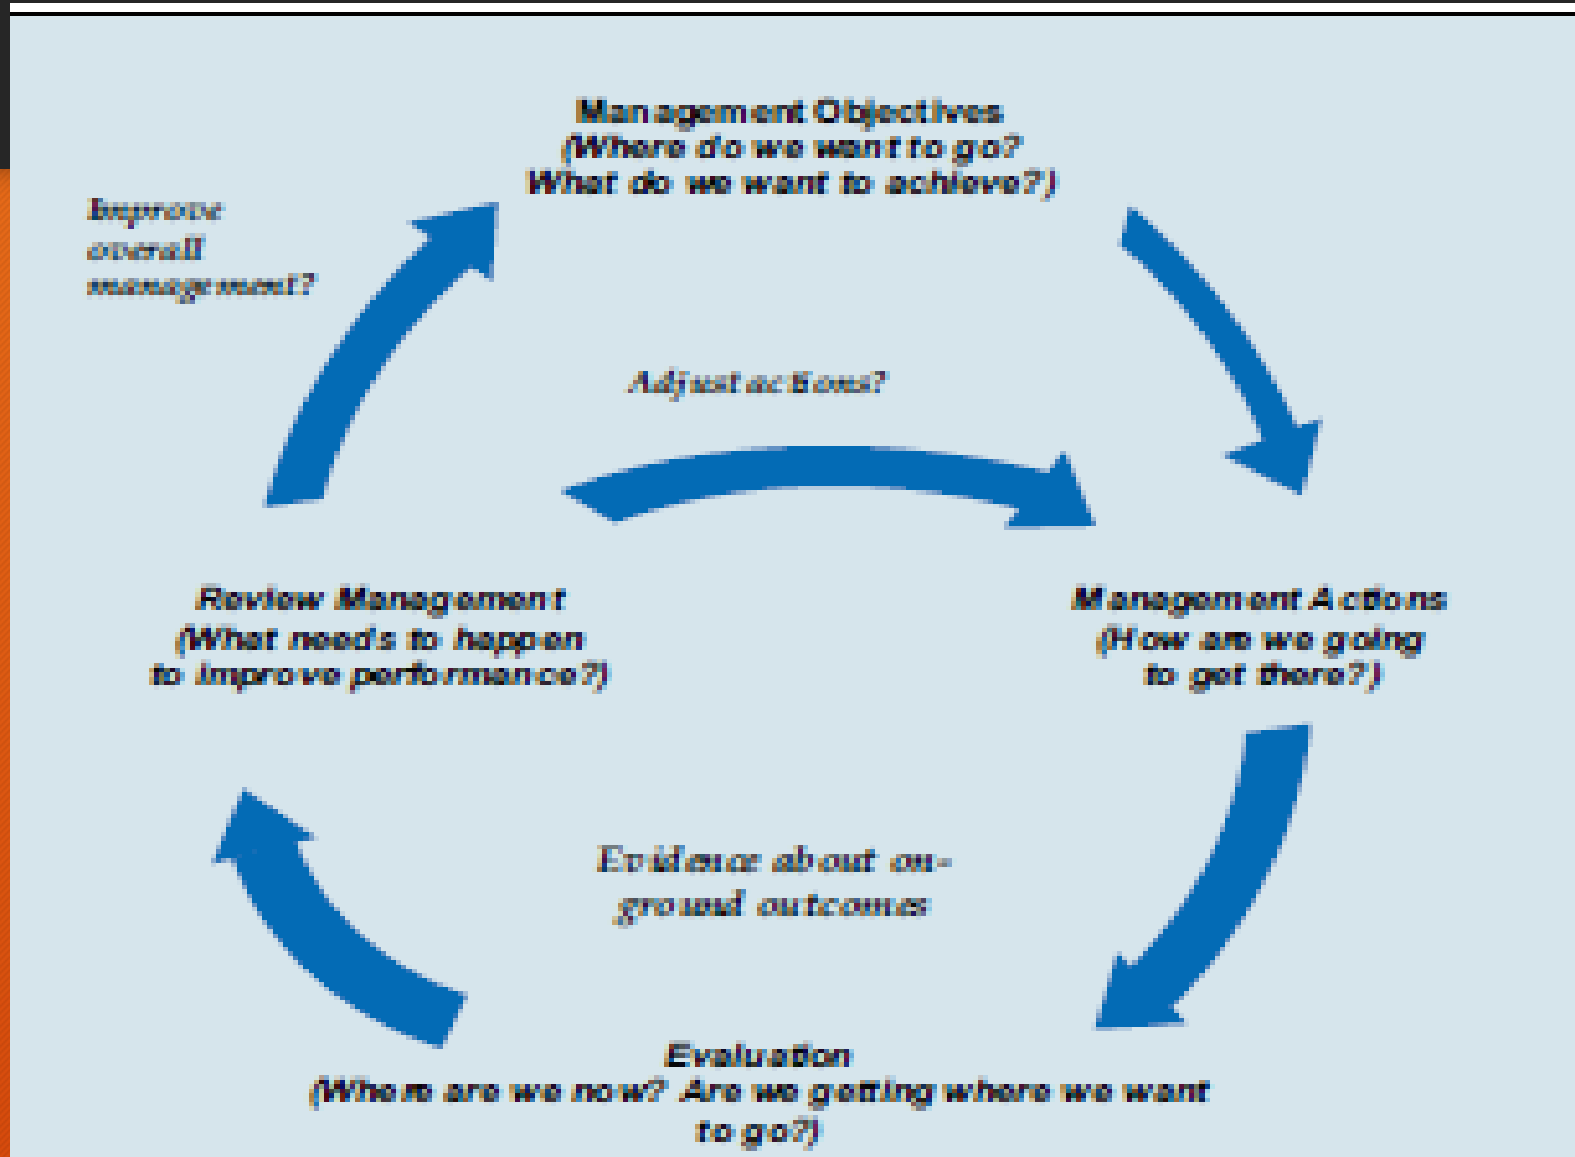 Management Objectives
(Where do we want to go?
What do we want to achieve?)
Improve
overall
management?
Adjust actions?
Review Management
(What needs to happen
to improve performance?)
Management Actions
(How are we going
to get there?)
Evidence about on-
ground outcomes
Evaluation
(Where are we now? Are we getting where we want
to go?)